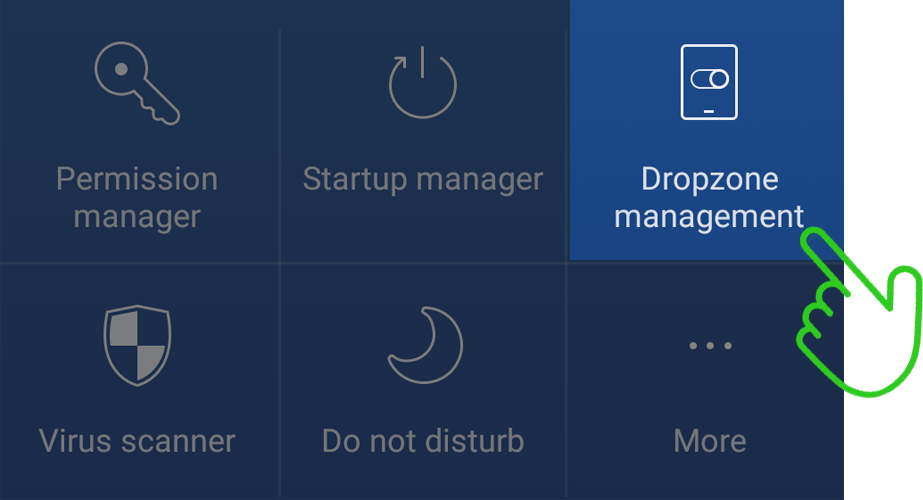 Permission
manager
Startup manager
Dropzone
management
Virus scanner
Do not disturb
More